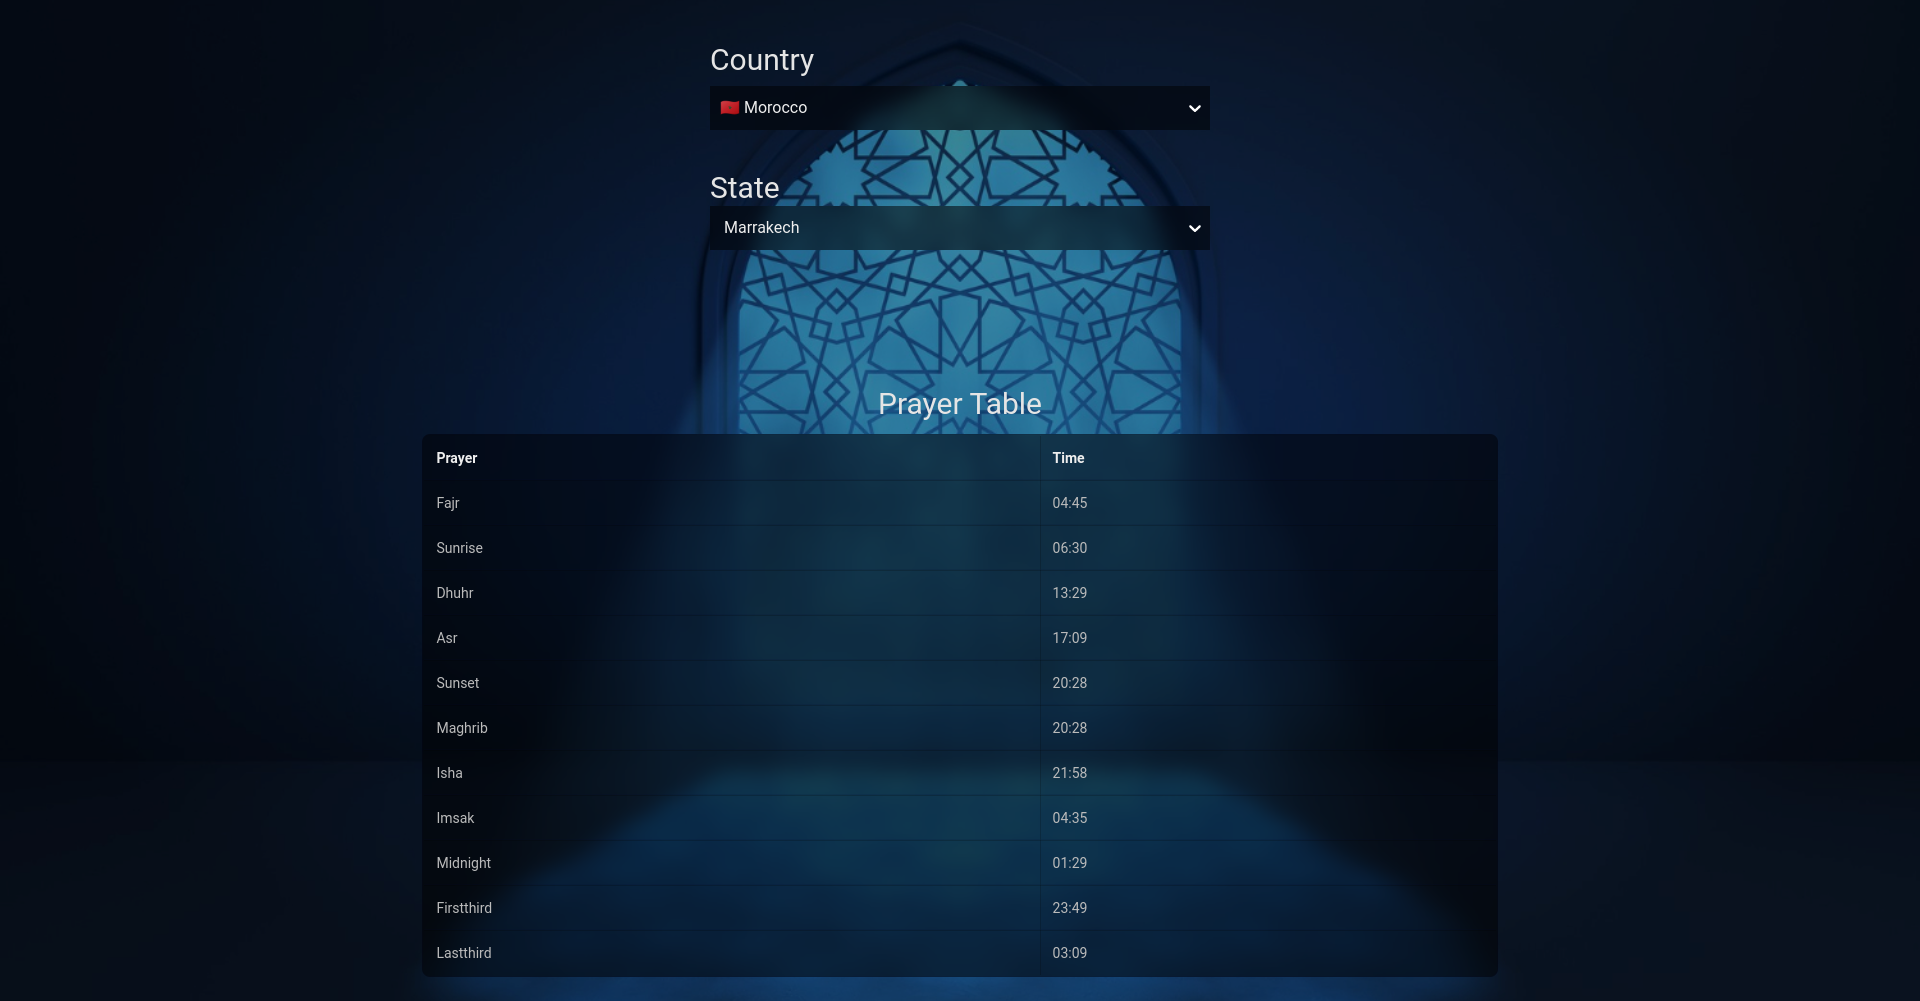 Country
🇲🇦 Morocco
State
Marrakech
Prayer Table
Prayer Time
Fajr 04:45
Sunrise 06:30
Dhuhr 13:29
Asr 17:09
Sunset 20:28
Maghrib 20:28
Isha 21:58
Imsak 04:35
Midnight 01:29
Firstthird 23:49
Lastthird 03:09